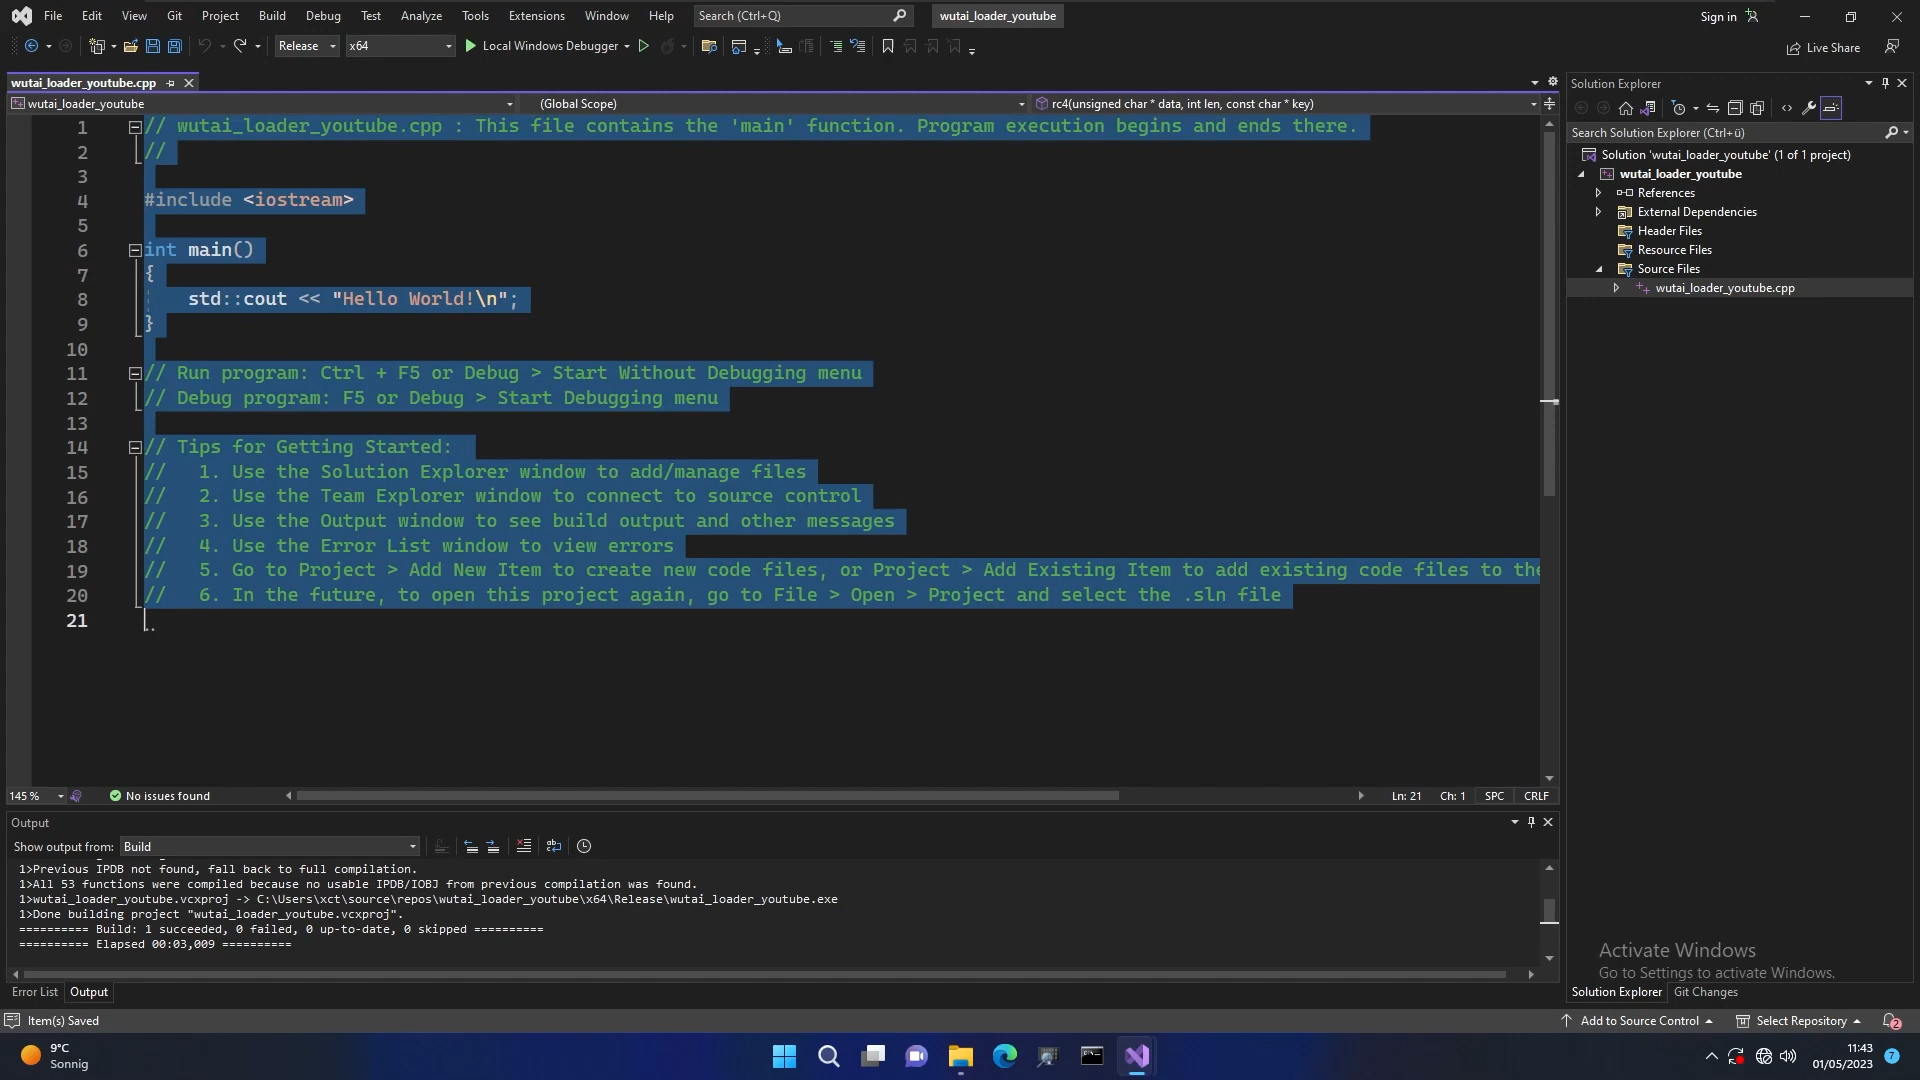 File Edit View Git Project Build Debug Test Analyze Tools Extensions Window Help Search (Ctrl+Q) wutai_loader_youtube Sign in
Release x64 Local Windows Debugger Live Share
wutai_loader_youtube.cpp
wutai_loader_youtube (Global Scope) rc4(unsigned char * data, int len, const char * key)
1 // wutai_loader_youtube.cpp : This file contains the 'main' function. Program execution begins and ends there.
2 //
3
4 #include <iostream>
5
6 int main()
7 {
8 std::cout << "Hello World!\n";
9 }
10
11 // Run program: Ctrl + F5 or Debug > Start Without Debugging menu
12 // Debug program: F5 or Debug > Start Debugging menu
13
14 // Tips for Getting Started:
15 // 1. Use the Solution Explorer window to add/manage files
16 // 2. Use the Team Explorer window to connect to source control
17 // 3. Use the Output window to see build output and other messages
18 // 4. Use the Error List window to view errors
19 // 5. Go to Project > Add New Item to create new code files, or Project > Add Existing Item to add existing code files to the
20 // 6. In the future, to open this project again, go to File > Open > Project and select the .sln file
21
145 % No issues found Ln: 21 Ch: 1 SPC CRLF
Output
Show output from: Build
1>Previous IPDB not found, fall back to full compilation.
1>All 53 functions were compiled because no usable IPDB/IOBJ from previous compilation was found.
1>wutai_loader_youtube.vcxproj -> C:\Users\xct\source\repos\wutai_loader_youtube\x64\Release\wutai_loader_youtube.exe
1>Done building project "wutai_loader_youtube.vcxproj".
========== Build: 1 succeeded, 0 failed, 0 up-to-date, 0 skipped ==========
========== Elapsed 00:03,009 ==========
Error List Output
Solution Explorer
Search Solution Explorer (Ctrl+ü)
Solution 'wutai_loader_youtube' (1 of 1 project)
wutai_loader_youtube
References
External Dependencies
Header Files
Resource Files
Source Files
wutai_loader_youtube.cpp
Activate Windows
Go to Settings to activate Windows.
Solution Explorer Git Changes
Item(s) Saved Add to Source Control Select Repository 2
9°C
Sonnig
11:43
01/05/2023 7